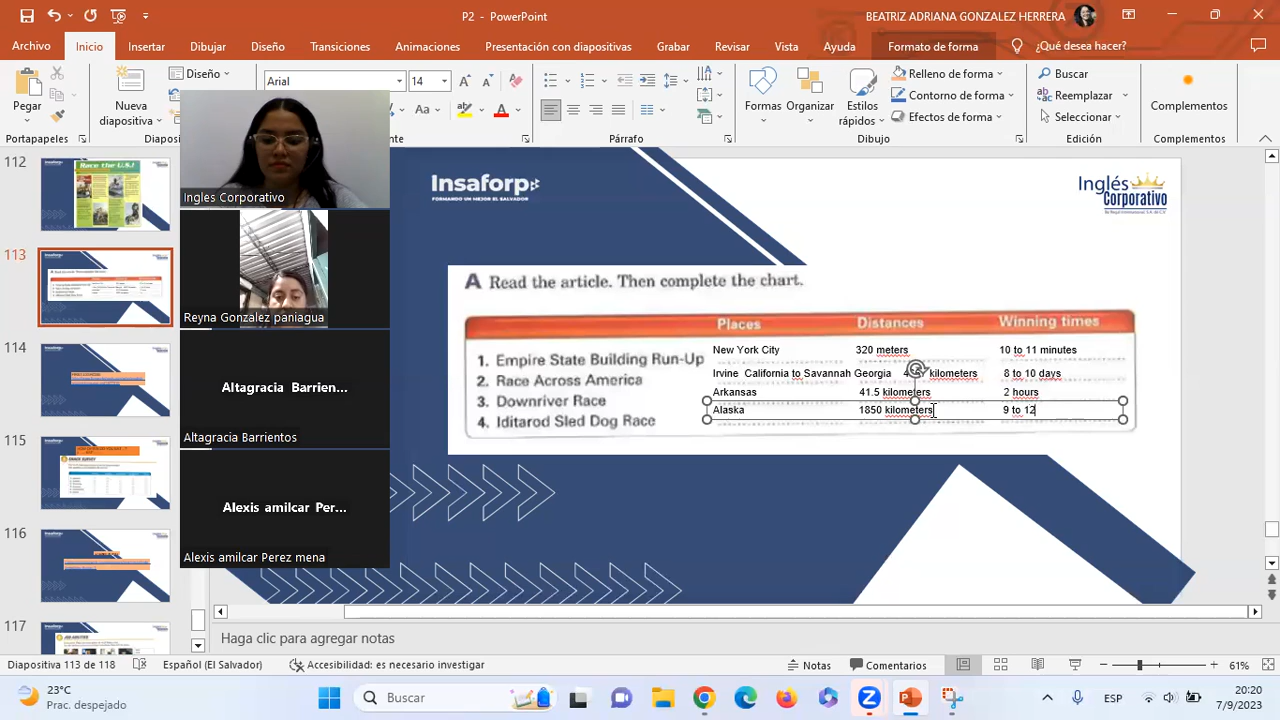 P2 - PowerPoint
BEATRIZ ADRIANA GONZALEZ HERRERA
Archivo Inicio Insertar Dibujar Diseño Transiciones Animaciones Presentación con diapositivas Grabar Revisar Vista Ayuda Formato de forma ¿Qué desea hacer?
Pegar
Portapapeles
Nueva diapositiva
Diseño
Arial 14
Aa
Párrafo
Formas
Organizar
Estilos rápidos
Relleno de forma
Contorno de forma
Efectos de forma
Dibujo
Buscar
Reemplazar
Seleccionar
Edición
Complementos
Complementos
112
113
114
115
116
117
Ingles Corporativo
Reyna Gonzalez paniagua
Altagracia Barrien...
Altagracia Barrientos
Alexis amilcar Per...
Alexis amilcar Perez mena
Insaforp
FORMANDO UN MEJOR EL SALVADOR
Inglés Corporativo
A Read the article. Then complete the chart.
Places Distances Winning times
1. Empire State Building Run-Up New York City 320 meters 10 to 11 minutes
2. Race Across America Irvine California to Sav Georgia 4 kilometers 8 to 10 days
3. Downriver Race Arkansas 41.5 kilometers 2 hours
4. Iditarod Sled Dog Race Alaska 1850 kilometers 9 to 12
Haga clic para agregar notas
Diapositiva 113 de 118 Español (El Salvador) Accesibilidad: es necesario investigar Notas Comentarios 61%
23°C
Prac. despejado
Buscar
ESP
20:20
7/9/2023